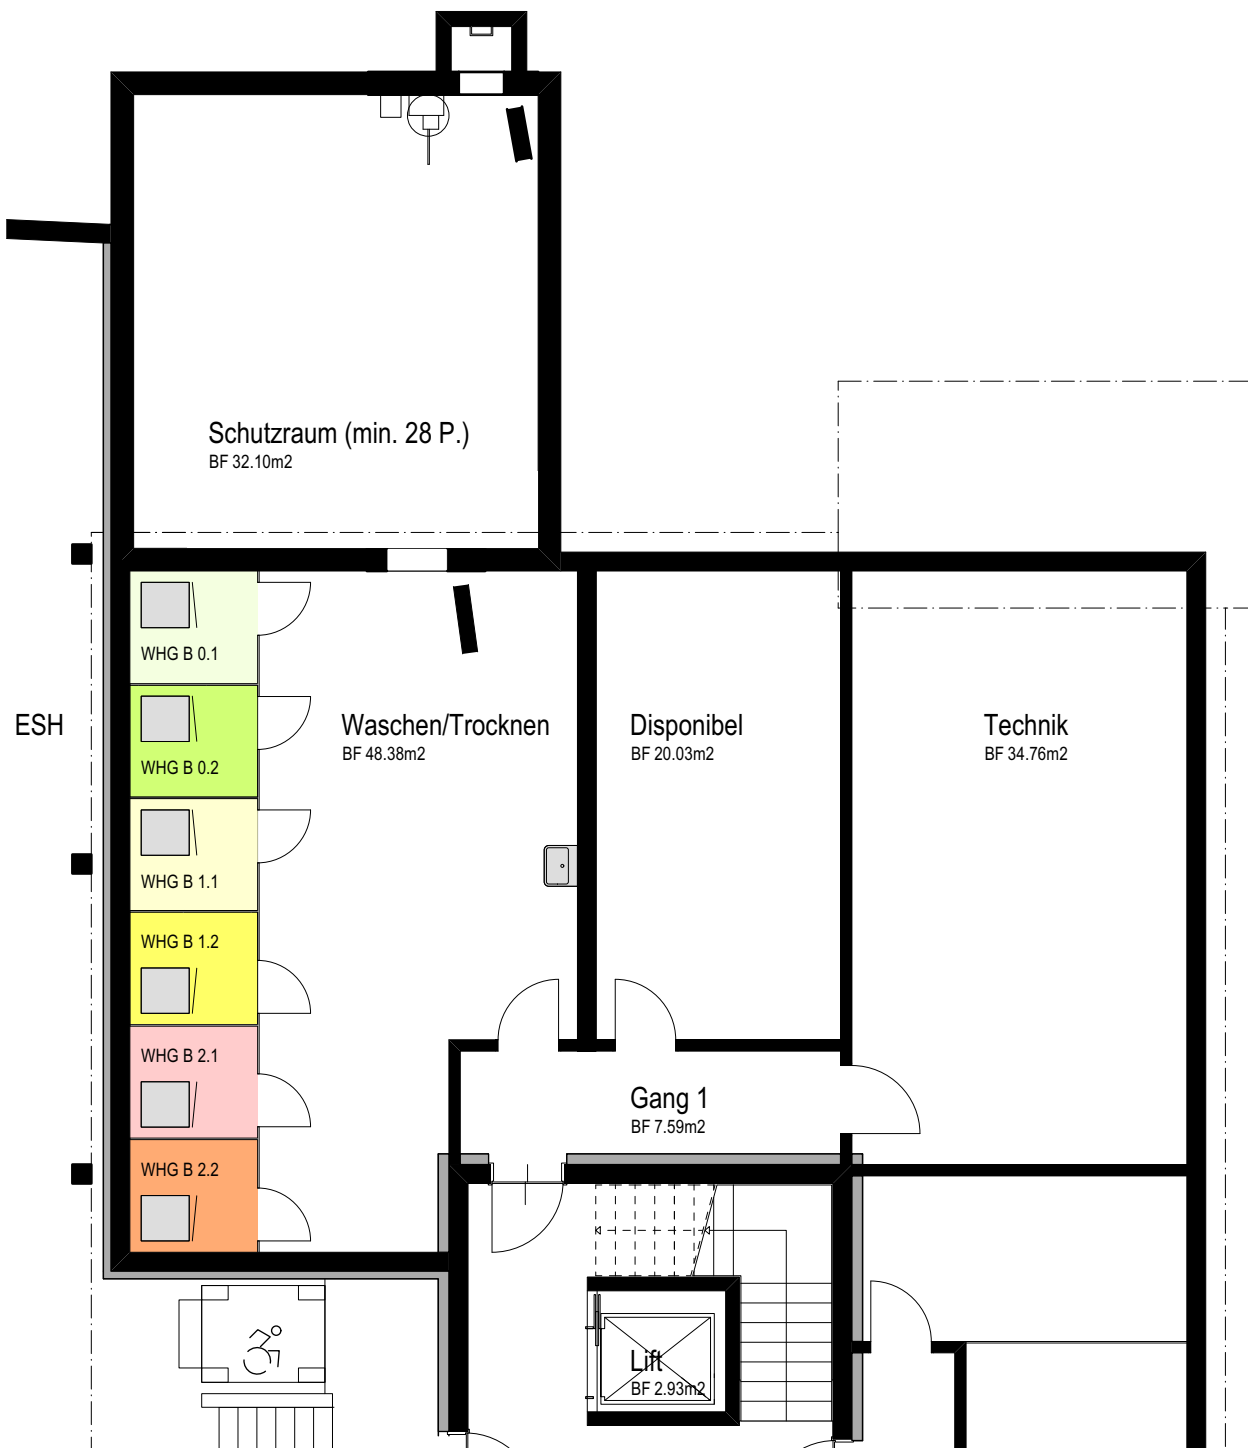 Schutzraum (min. 28 P.)
BF 32.10m2
WHG B 0.1
WHG B 0.2
ESH
Waschen/Trocknen
BF 48.38m2
Disponibel
BF 20.03m2
Technik
BF 34.76m2
WHG B 1.1
WHG B 1.2
WHG B 2.1
Gang 1
BF 7.59m2
WHG B 2.2
Lift
BF 2.93m2